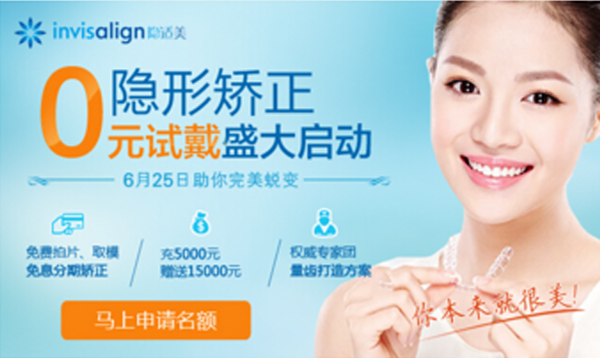 invisalign 隐适美
0
隐形矫正
元试戴盛大启动
6月25日助你完美蜕变
免费拍片、取模
免息分期矫正
充5000元
赠送15000元
权威专家团
量齿打造方案
你本来就很美!
马上申请名额